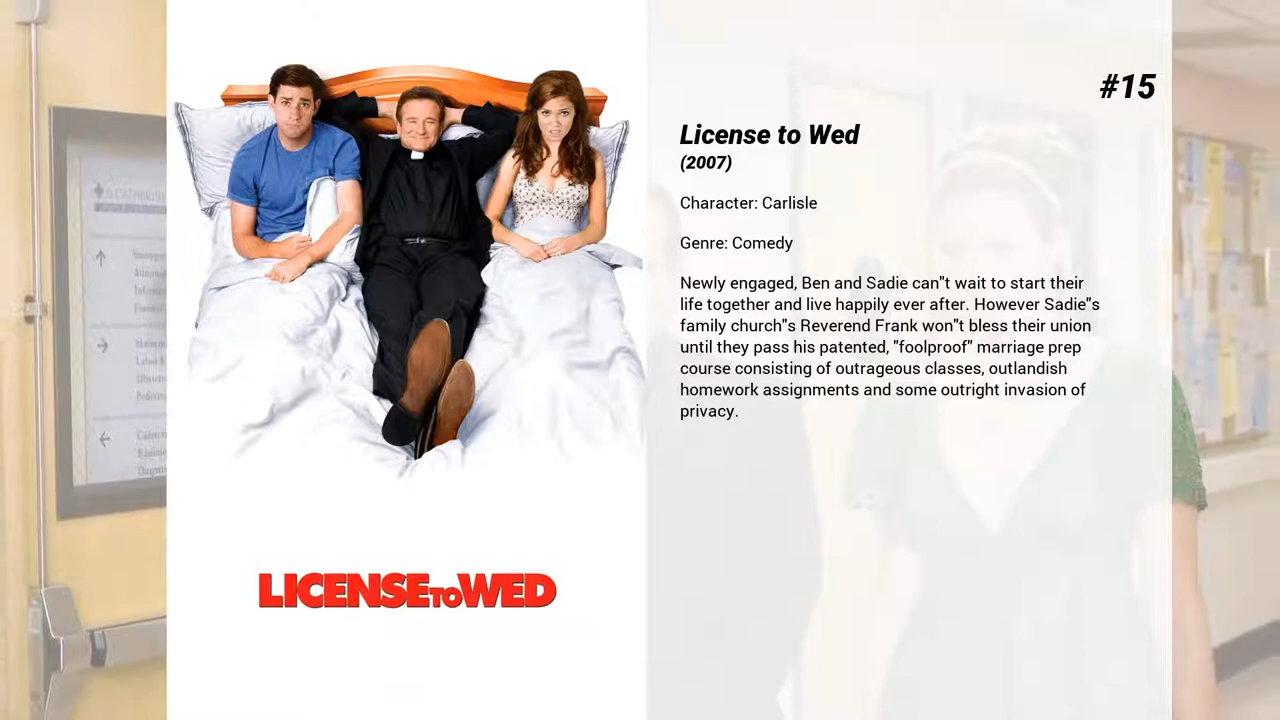 #15
License to Wed
(2007)
Character: Carlisle
Genre: Comedy
Newly engaged, Ben and Sadie can"t wait to start their
life together and live happily ever after. However Sadie"s
family church"s Reverend Frank won"t bless their union
until they pass his patented, "foolproof" marriage prep
course consisting of outrageous classes, outlandish
homework assignments and some outright invasion of
privacy.
LICENSE TO WED